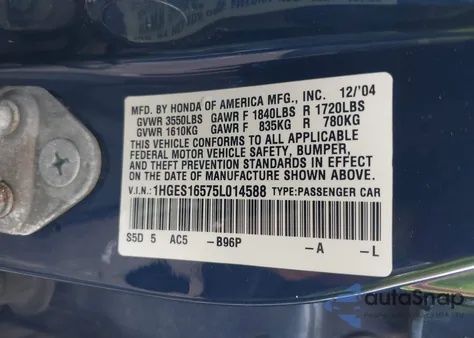 MFD. BY HONDA OF AMERICA MFG., INC. 12/'04
GVWR 3550LBS GAWR F 1840LBS R 1720LBS
GVWR 1610KG GAWR F 835KG R 780KG
THIS VEHICLE CONFORMS TO ALL APPLICABLE
FEDERAL MOTOR VEHICLE SAFETY, BUMPER,
AND THEFT PREVENTION STANDARDS IN EFFECT
ON THE DATE OF MANUFACTURE SHOWN ABOVE.
V.I.N.: 1HGES16575L014588 TYPE:PASSENGER CAR
S5D 5 AC5 -B96P -A -L
autoSnap